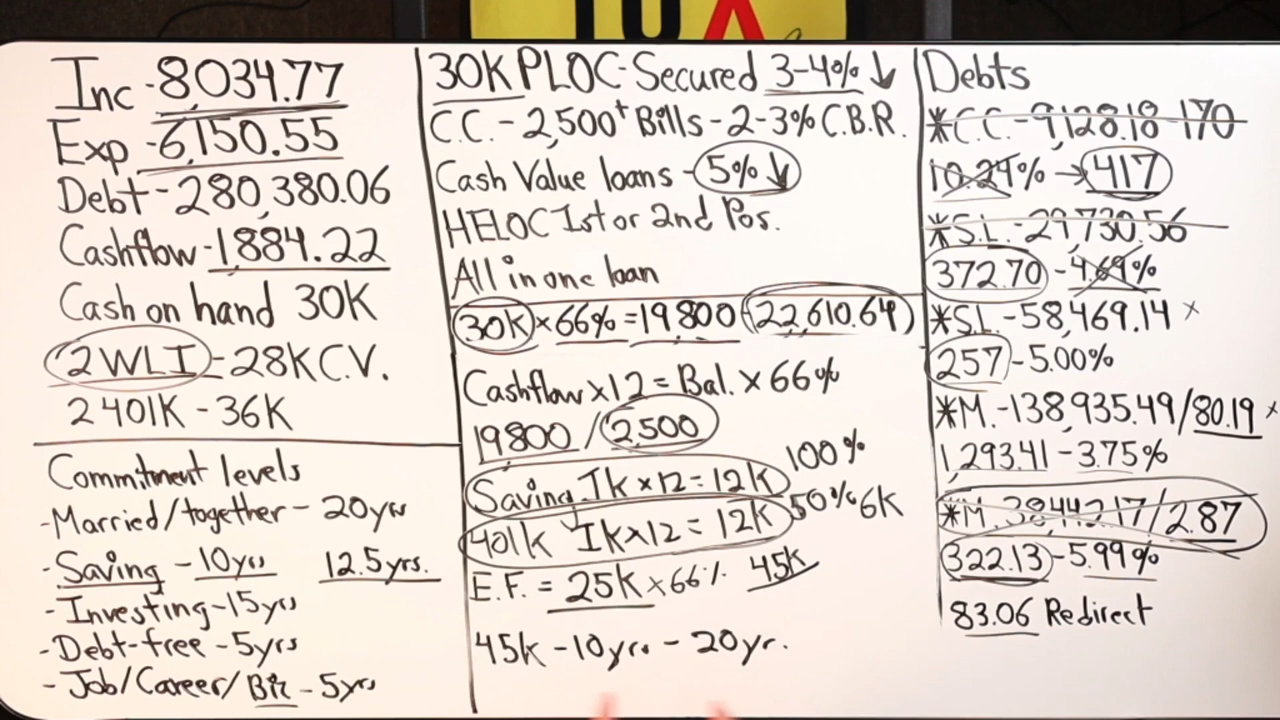 Inc - 8,034.77
Exp - 6,150.55
Debt - 280,380.06
Cashflow - 1,884.22
Cash on hand 30K
2 WLI - 28K C.V.
2 401K - 36K
Commitment levels
- Married/together - 20yrs
- Saving - 10yrs 12.5yrs.
- Investing - 15yrs
- Debt-free - 5yrs
- Job/Career/Biz - 5yrs
30K PLOC - Secured 3-4% ↓
C.C. - 2,500+ Bills - 2-3% C.B.R.
Cash Value loans - 5% ↓
HELOC 1st or 2nd Pos.
All in one loan
30K × 66% = 19,800 - 22,610.64
Cashflow × 12 = Bal. × 66%
19,800 / 2,500
Saving 1k × 12 = 12k 100%
401k 1k × 12 = 12k 50% 6k
E.F. = 25k × 66% 45k
45k - 10yrs - 20yr.
Debts
*C.C. - 9,128.18 - 170
10.24% → 417
*S.L. - 29,730.56
372.70 - 4.69%
*S.L. - 58,469.14 ×
257 - 5.00%
*M. - 138,935.49 / 80.19 ×
1,293.41 - 3.75%
*M. 38,442.17 / 2.87
322.13 - 5.99%
83.06 Redirect